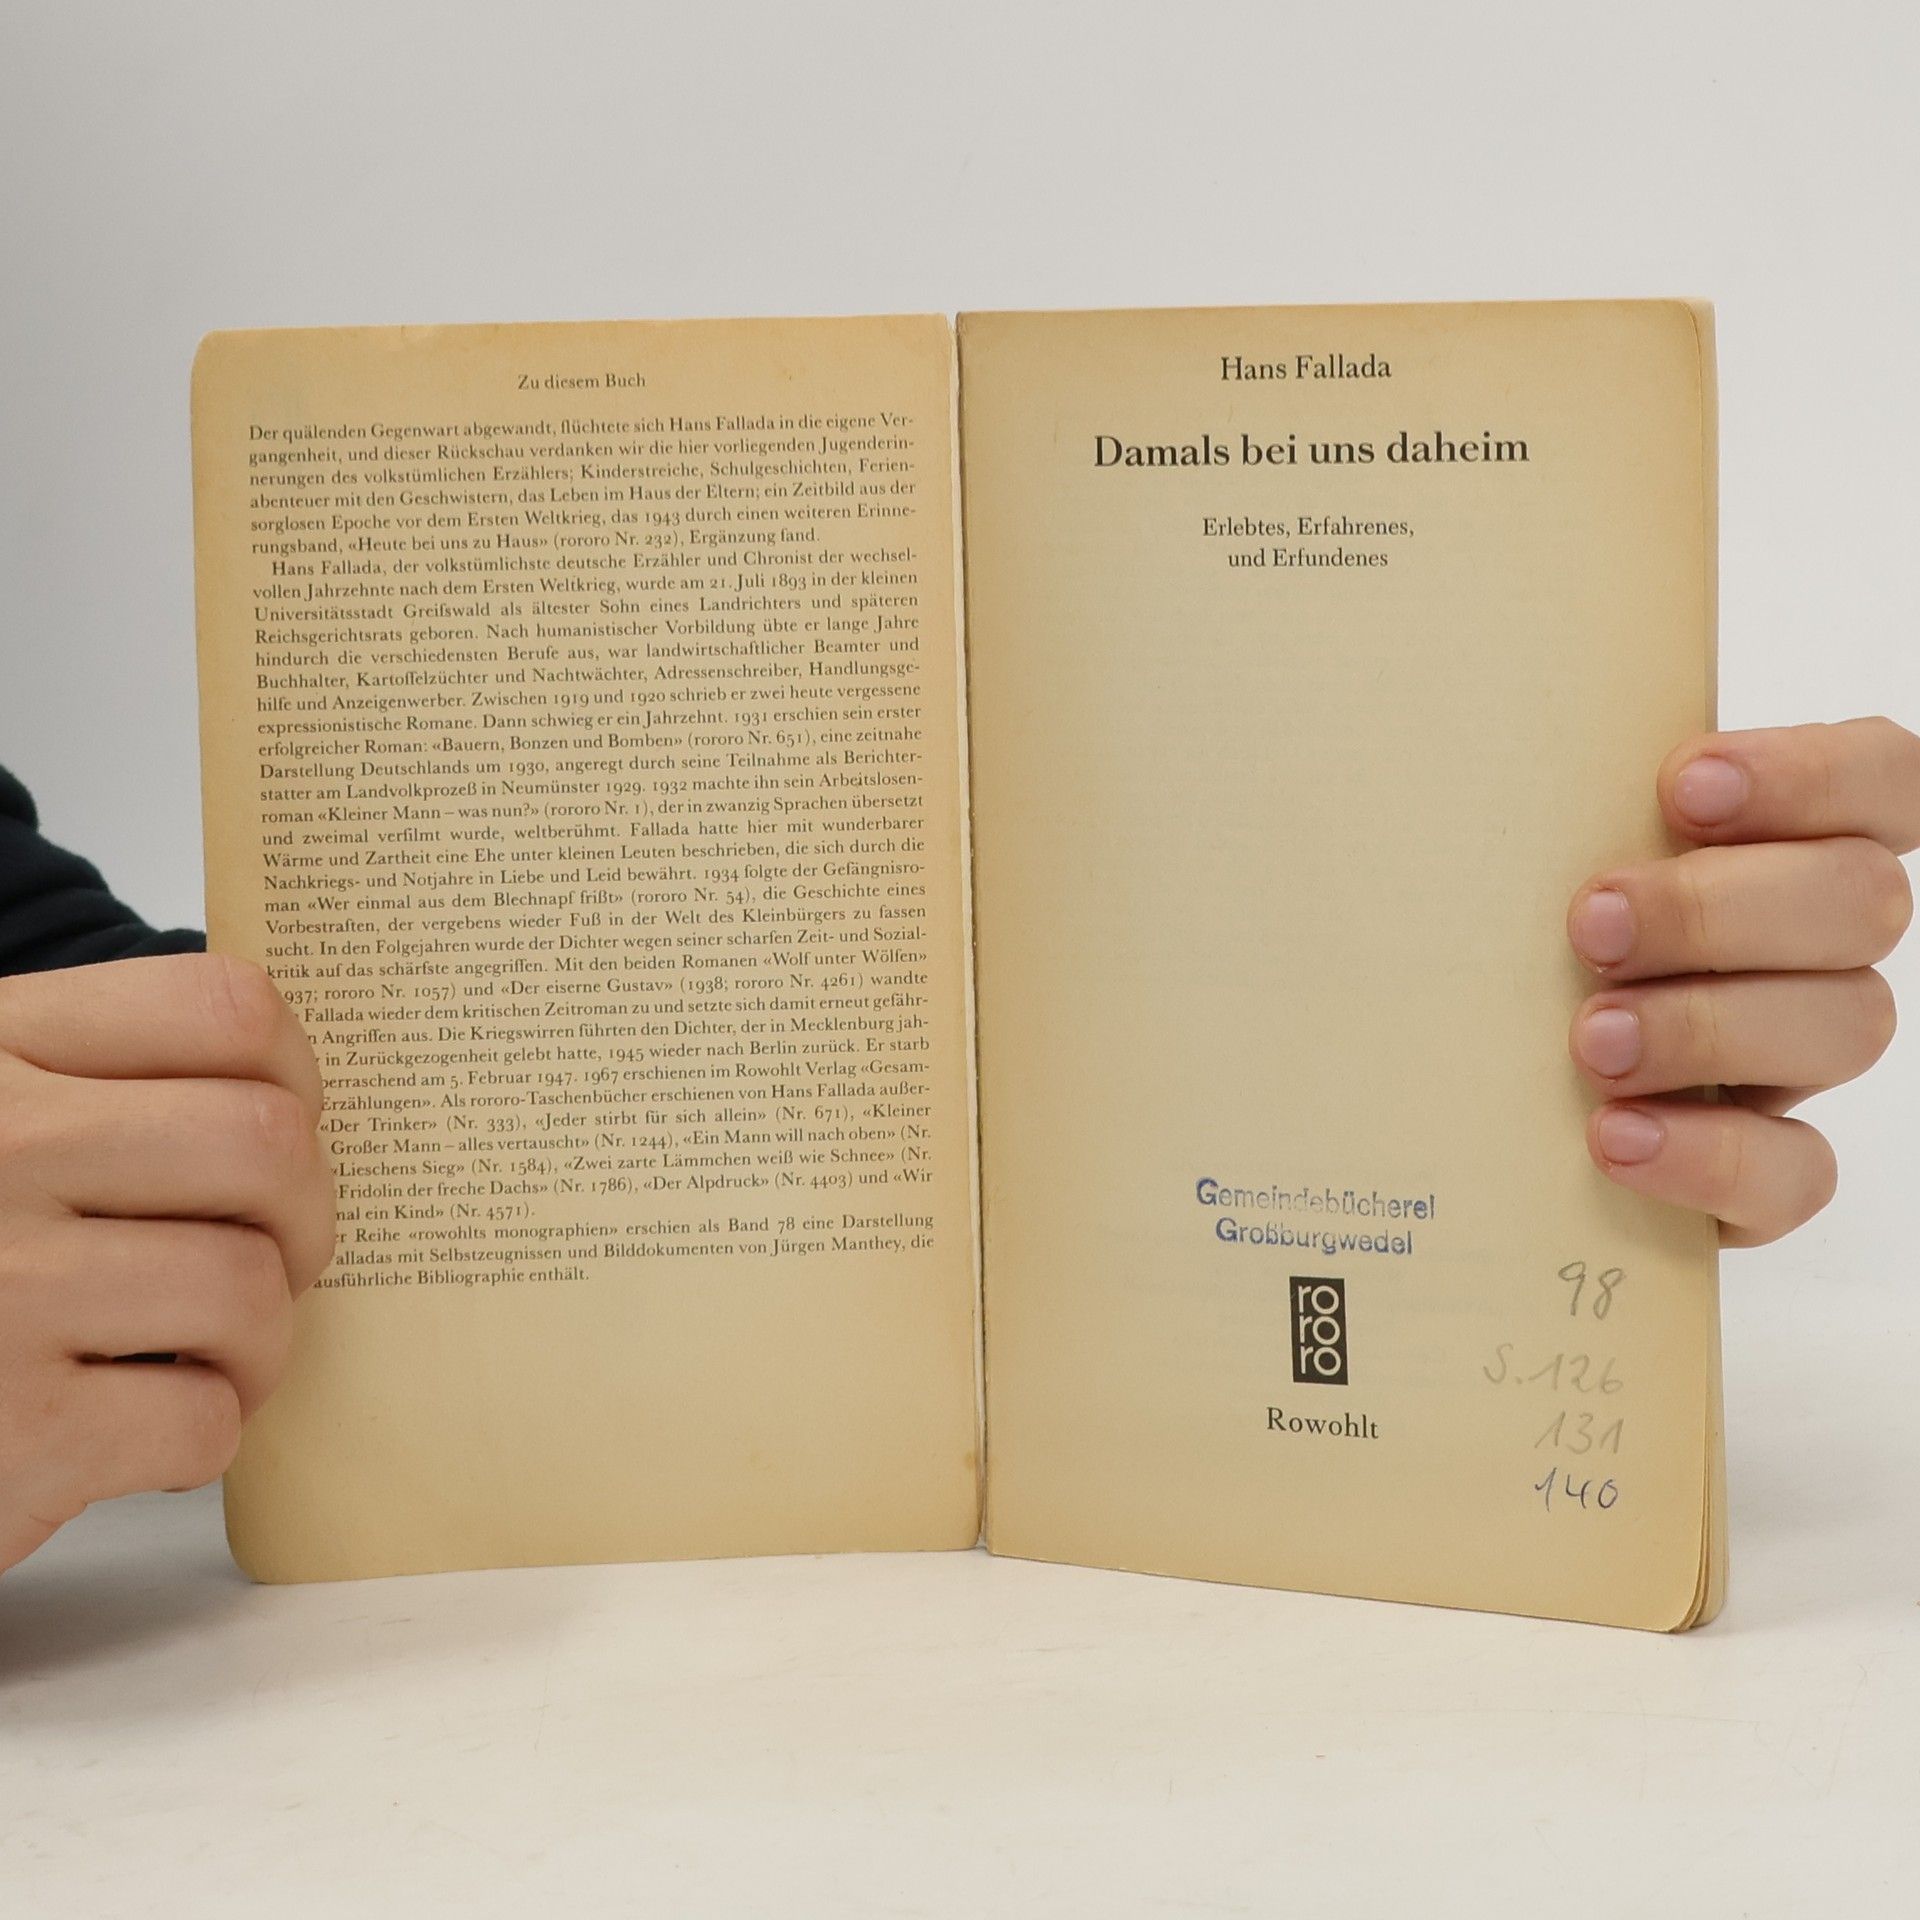 Zu diesem Buch
Der quälenden Gegenwart abgewandt, flüchtete sich Hans Fallada in die eigene Ver-
gangenheit, und dieser Rückschau verdanken wir die hier vorliegenden Jugenderin-
nerungen des volkstümlichen Erzählers; Kinderstreiche, Schulgeschichten, Ferien-
abenteuer mit den Geschwistern, das Leben im Haus der Eltern; ein Zeitbild aus der
sorglosen Epoche vor dem Ersten Weltkrieg, das 1943 durch einen weiteren Erinne-
rungsband, «Heute bei uns zu Haus» (rororo Nr. 232), Ergänzung fand.
Hans Fallada, der volkstümlichste deutsche Erzähler und Chronist der wechsel-
vollen Jahrzehnte nach dem Ersten Weltkrieg, wurde am 21. Juli 1893 in der kleinen
Universitätsstadt Greifswald als ältester Sohn eines Landrichters und späteren
Reichsgerichtsrats geboren. Nach humanistischer Vorbildung übte er lange Jahre
hindurch die verschiedensten Berufe aus, war landwirtschaftlicher Beamter und
Buchhalter, Kartoffelzüchter und Nachtwächter, Adressenschreiber, Handlungsge-
hilfe und Anzeigenwerber. Zwischen 1919 und 1920 schrieb er zwei heute vergessene
expressionistische Romane. Dann schwieg er ein Jahrzehnt. 1931 erschien sein erster
erfolgreicher Roman: «Bauern, Bonzen und Bomben» (rororo Nr. 651), eine zeitnahe
Darstellung Deutschlands um 1930, angeregt durch seine Teilnahme als Berichter-
statter am Landvolkprozeß in Neumünster 1929. 1932 machte ihn sein Arbeitslosen-
roman «Kleiner Mann – was nun?» (rororo Nr. 1), der in zwanzig Sprachen übersetzt
und zweimal verfilmt wurde, weltberühmt. Fallada hatte hier mit wunderbarer
Wärme und Zartheit eine Ehe unter kleinen Leuten beschrieben, die sich durch die
Nachkriegs- und Notjahre in Liebe und Leid bewährt. 1934 folgte der Gefängnisro-
man «Wer einmal aus dem Blechnapf frißt» (rororo Nr. 54), die Geschichte eines
Vorbestraften, der vergebens wieder Fuß in der Welt des Kleinbürgers zu fassen
sucht. In den Folgejahren wurde der Dichter wegen seiner scharfen Zeit- und Sozial-
kritik auf das schärfste angegriffen. Mit den beiden Romanen «Wolf unter Wölfen»
937; rororo Nr. 1057) und «Der eiserne Gustav» (1938; rororo Nr. 4261) wandte
Fallada wieder dem kritischen Zeitroman zu und setzte sich damit erneut gefähr-
n Angriffen aus. Die Kriegswirren führten den Dichter, der in Mecklenburg jah-
in Zurückgezogenheit gelebt hatte, 1945 wieder nach Berlin zurück. Er starb
berraschend am 5. Februar 1947. 1967 erschienen im Rowohlt Verlag «Gesam-
Erzählungen». Als rororo-Taschenbücher erschienen von Hans Fallada außer-
«Der Trinker» (Nr. 333), «Jeder stirbt für sich allein» (Nr. 671), «Kleiner
Großer Mann – alles vertauscht» (Nr. 1244), «Ein Mann will nach oben» (Nr.
«Lieschens Sieg» (Nr. 1584), «Zwei zarte Lämmchen weiß wie Schnee» (Nr.
«Fridolin der freche Dachs» (Nr. 1786), «Der Alpdruck» (Nr. 4403) und «Wir
mal ein Kind» (Nr. 4571).
er Reihe «rowohlts monographien» erschien als Band 78 eine Darstellung
alladas mit Selbstzeugnissen und Bilddokumenten von Jürgen Manthey, die
ausführliche Bibliographie enthält.
Hans Fallada
Damals bei uns daheim
Erlebtes, Erfahrenes,
und Erfundenes
Gemeindebücherei
Großburgwedel
ro
ro
ro
Rowohlt
98
S. 126
131
140